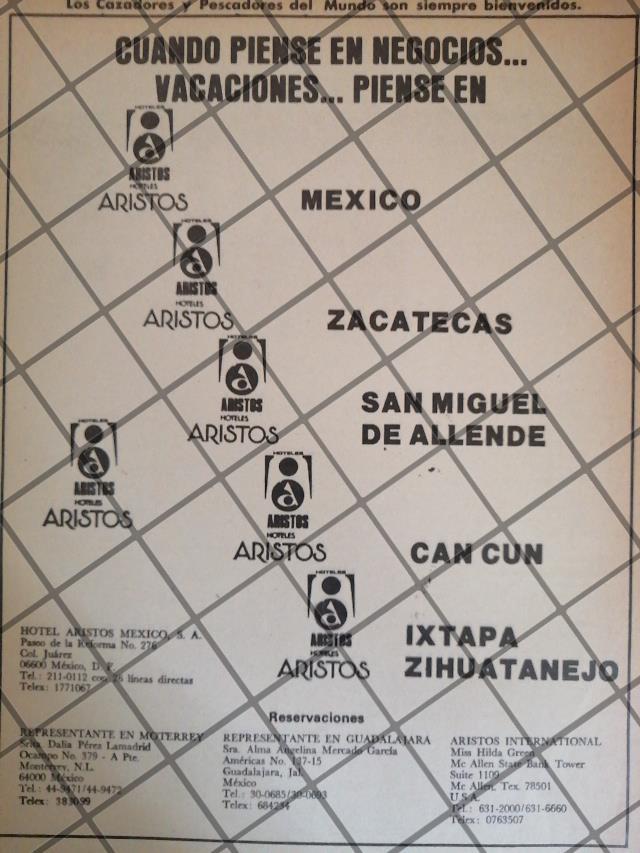 Los Cazadores y Pescadores del Mundo son siempre bienvenidos.
CUANDO PIENSE EN NEGOCIOS...
VACACIONES... PIENSE EN
HOTELES
ARISTOS
HOTELES
ARISTOS
MEXICO
HOTELES
ARISTOS
HOTELES
ARISTOS
ZACATECAS
HOTELES
ARISTOS
HOTELES
ARISTOS
SAN MIGUEL
DE ALLENDE
HOTELES
ARISTOS
HOTELES
ARISTOS
HOTELES
ARISTOS
HOTELES
ARISTOS
CAN CUN
HOTELES
ARISTOS
HOTELES
ARISTOS
IXTAPA
ZIHUATANEJO
HOTEL ARISTOS MEXICO, S. A.
Paseo de la Reforma No. 276
Col. Juárez
06600 México, D. F.
Tel.: 211-0112 con 26 líneas directas
Telex: 1771067
Reservaciones
REPRESENTANTE EN MOTERREY
Srita. Dalia Pérez Lamadrid
Ocampo No. 379 - A Pte.
Monterrey, N.L.
64000 México
Tel.: 44-9471/44-9472
Telex: 383099
REPRESENTANTE EN GUADALAJARA
Sra. Alma Angelina Mercado García
Américas No. 137-15
Guadalajara, Jal.
México
Tel.: 30-0685/30-0693
Telex: 684234
ARISTOS INTERNATIONAL
Miss Hilda Green
Mc Allen State Bank Tower
Suite 1109
Mc Allen, Tex. 78501
U.S.A.
Tel.: 631-2000/631-6660
Telex: 0763507